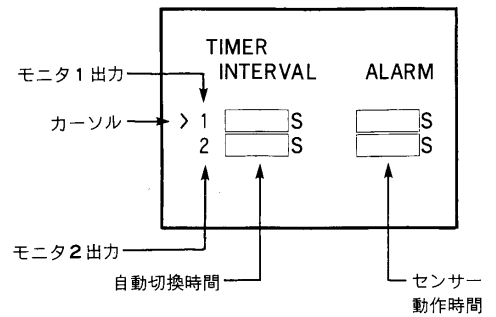 TIMER
INTERVAL ALARM
モニタ1出力
カーソル > 1 S S
2 S S
モニタ2出力
自動切換時間
センサー
動作時間